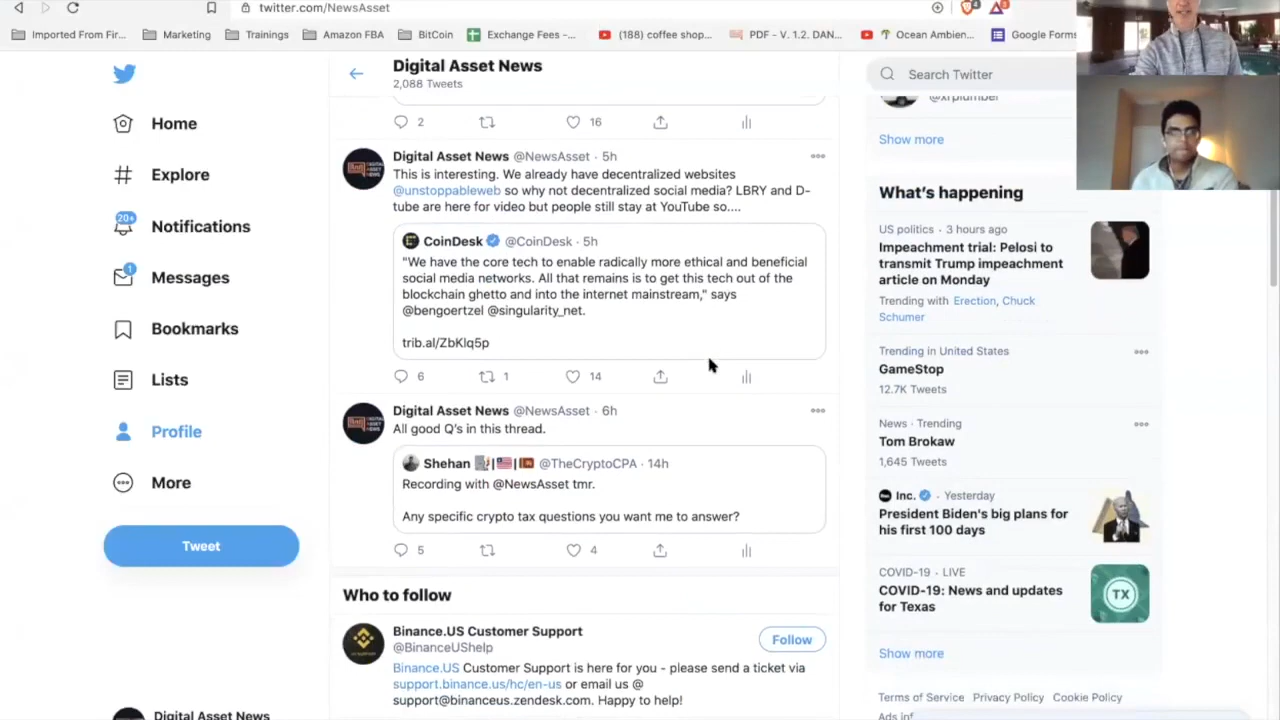 twitter.com/NewsAsset
Imported From Fir...
Marketing
Trainings
Amazon FBA
BitCoin
Exchange Fees -...
(188) coffee shop...
PDF - V. 1.2. DAN...
Ocean Ambien...
Google Forms
Home
Explore
20+
Notifications
1
Messages
Bookmarks
Lists
Profile
More
Tweet
Digital Asset News
Digital Asset News
2,088 Tweets
2
16
Digital Asset News @NewsAsset · 5h
This is interesting. We already have decentralized websites
@unstoppableweb so why not decentralized social media? LBRY and D-
tube are here for video but people still stay at YouTube so....
CoinDesk @CoinDesk · 5h
"We have the core tech to enable radically more ethical and beneficial
social media networks. All that remains is to get this tech out of the
blockchain ghetto and into the internet mainstream," says
@bengoertzel @singularity_net.
trib.al/ZbKlq5p
6
1
14
Digital Asset News @NewsAsset · 6h
All good Q's in this thread.
Shehan | | @TheCryptoCPA · 14h
Recording with @NewsAsset tmr.
Any specific crypto tax questions you want me to answer?
5
4
Who to follow
Binance.US Customer Support
@BinanceUShelp
Follow
Binance.US Customer Support is here for you - please send a ticket via
support.binance.us/hc/en-us or email us @
support@binanceus.zendesk.com. Happy to help!
Search Twitter
@xrplumber
Show more
What's happening
US politics · 3 hours ago
Impeachment trial: Pelosi to
transmit Trump impeachment
article on Monday
Trending with Erection, Chuck
Schumer
Trending in United States
GameStop
12.7K Tweets
News · Trending
Tom Brokaw
1,645 Tweets
Inc. Yesterday
President Biden's big plans for
his first 100 days
COVID-19 · LIVE
COVID-19: News and updates
for Texas
TX
Show more
Terms of Service Privacy Policy Cookie Policy